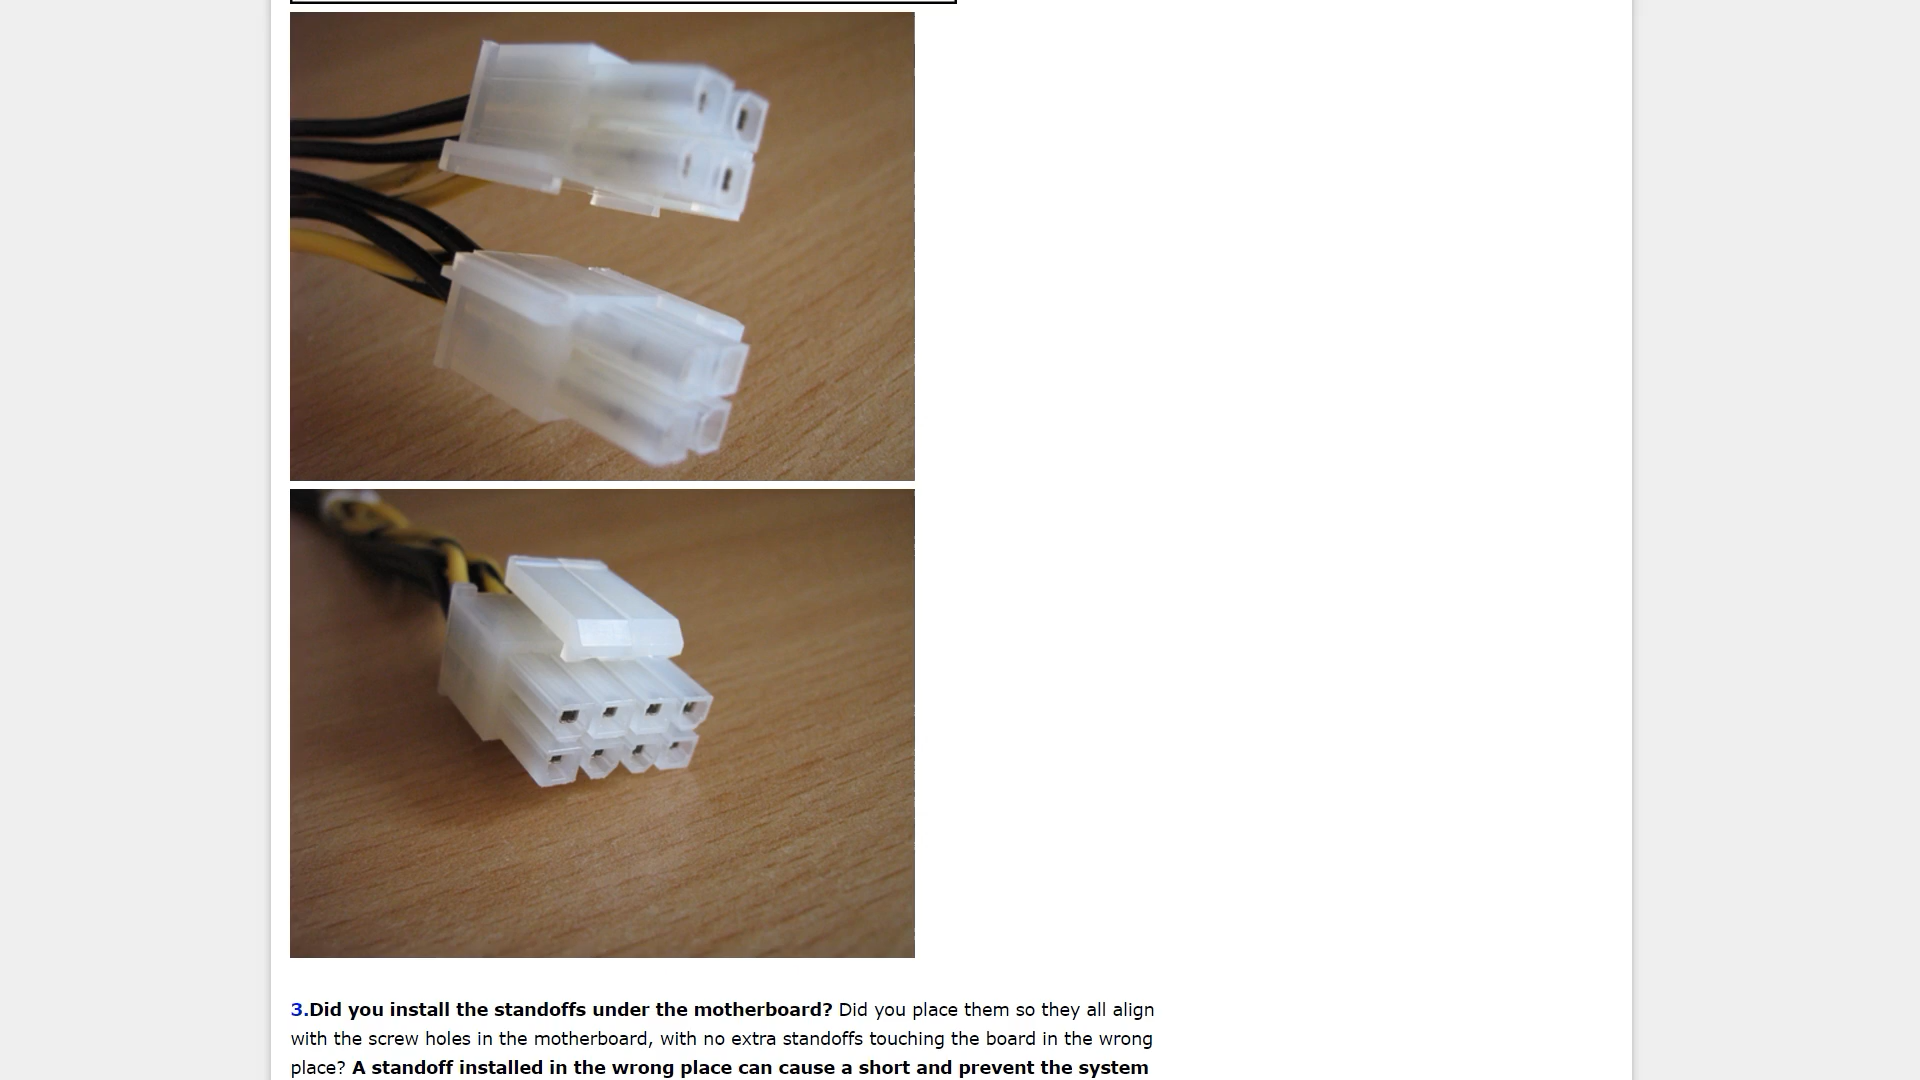 3.Did you install the standoffs under the motherboard? Did you place them so they all align
with the screw holes in the motherboard, with no extra standoffs touching the board in the wrong
place? A standoff installed in the wrong place can cause a short and prevent the system